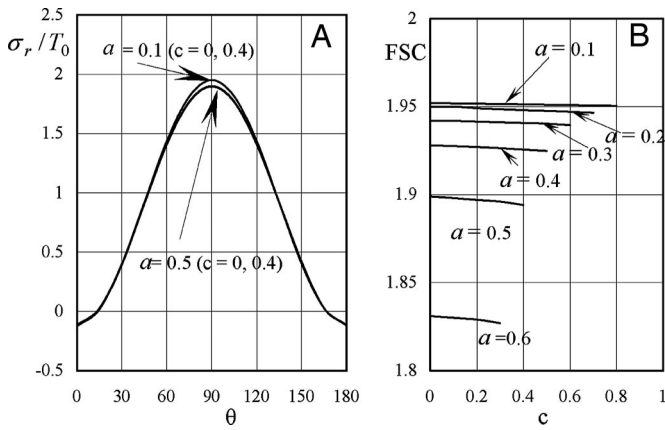 A
σr/T0
a = 0.1 (c = 0, 0.4)
a= 0.5 (c = 0, 0.4)
2.5
2
1.5
1
0.5
0
-0.5
0 30 60 90 120 150 180
θ
B
FSC
2
1.95
1.9
1.85
1.8
a = 0.1
a = 0.2
a = 0.3
a = 0.4
a = 0.5
a = 0.6
0 0.2 0.4 0.6 0.8 1
c